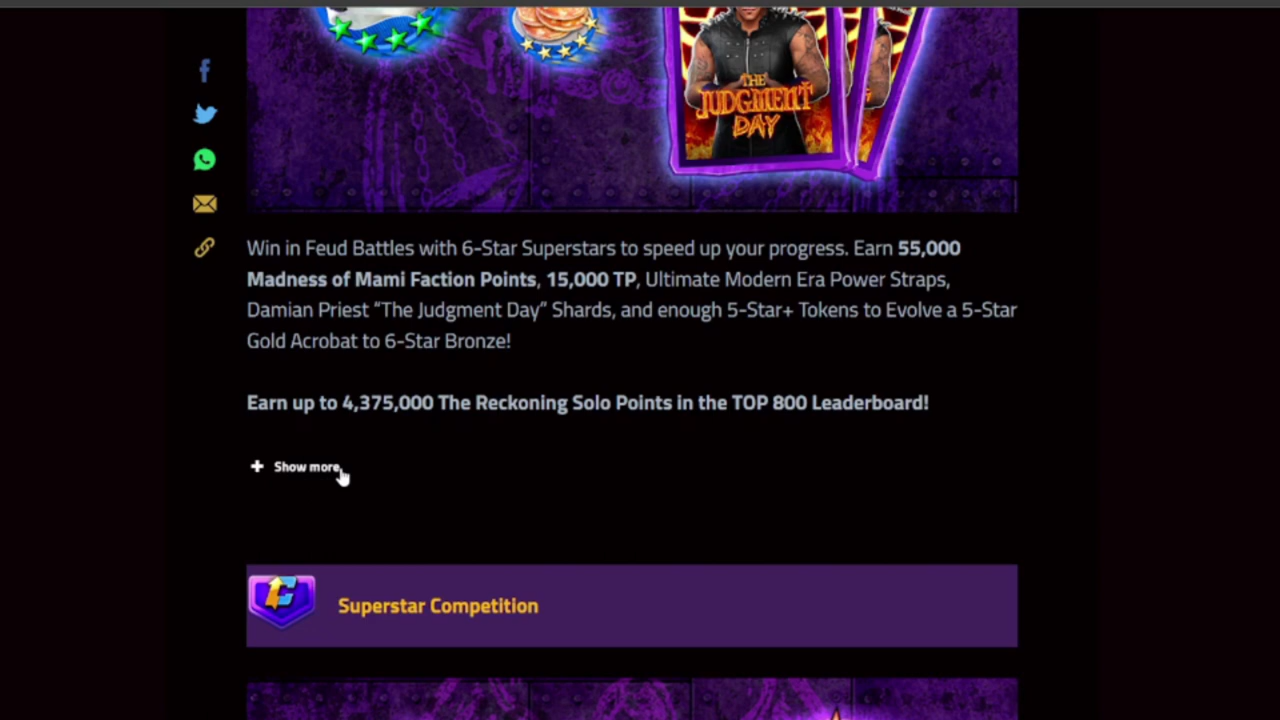 THE
JUDGMENT
DAY
Win in Feud Battles with 6-Star Superstars to speed up your progress. Earn 55,000
Madness of Mami Faction Points, 15,000 TP, Ultimate Modern Era Power Straps,
Damian Priest “The Judgment Day” Shards, and enough 5-Star+ Tokens to Evolve a 5-Star
Gold Acrobat to 6-Star Bronze!
Earn up to 4,375,000 The Reckoning Solo Points in the TOP 800 Leaderboard!
+ Show more
Superstar Competition